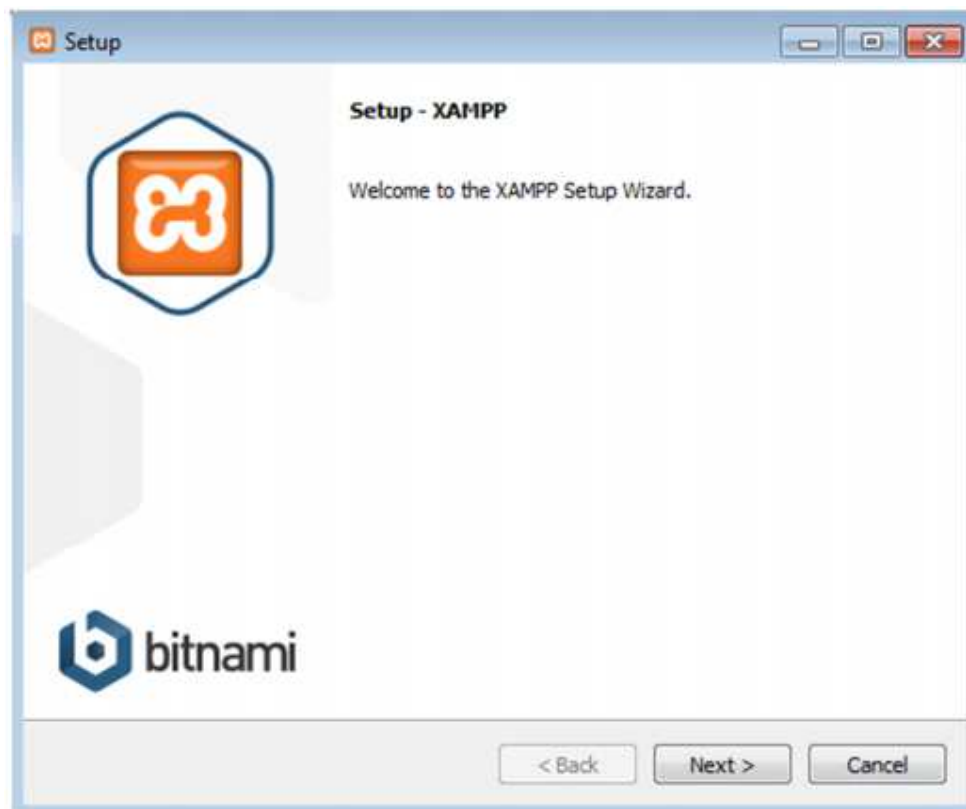 Setup
Setup - XAMPP
Welcome to the XAMPP Setup Wizard.
bitnami
< Back
Next >
Cancel